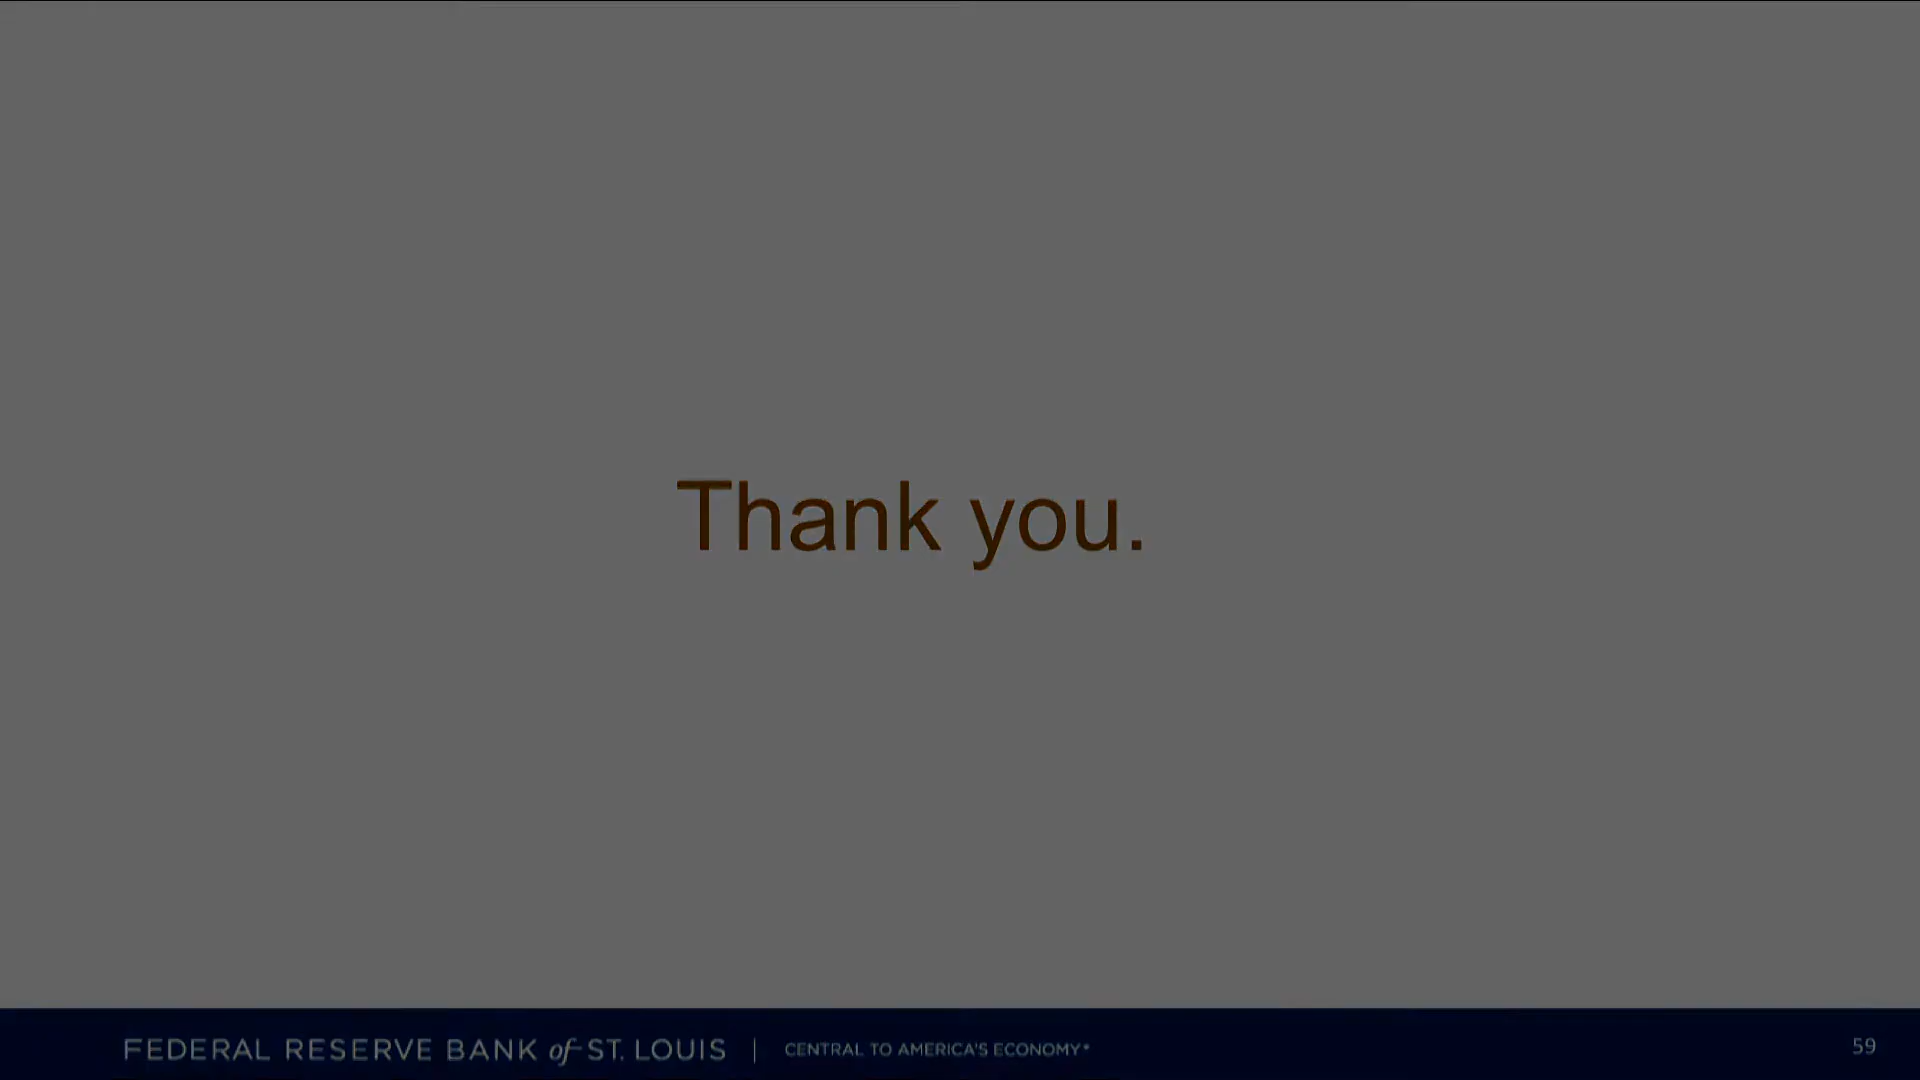 Thank you.
FEDERAL RESERVE BANK of ST. LOUIS | CENTRAL TO AMERICA'S ECONOMY® 59